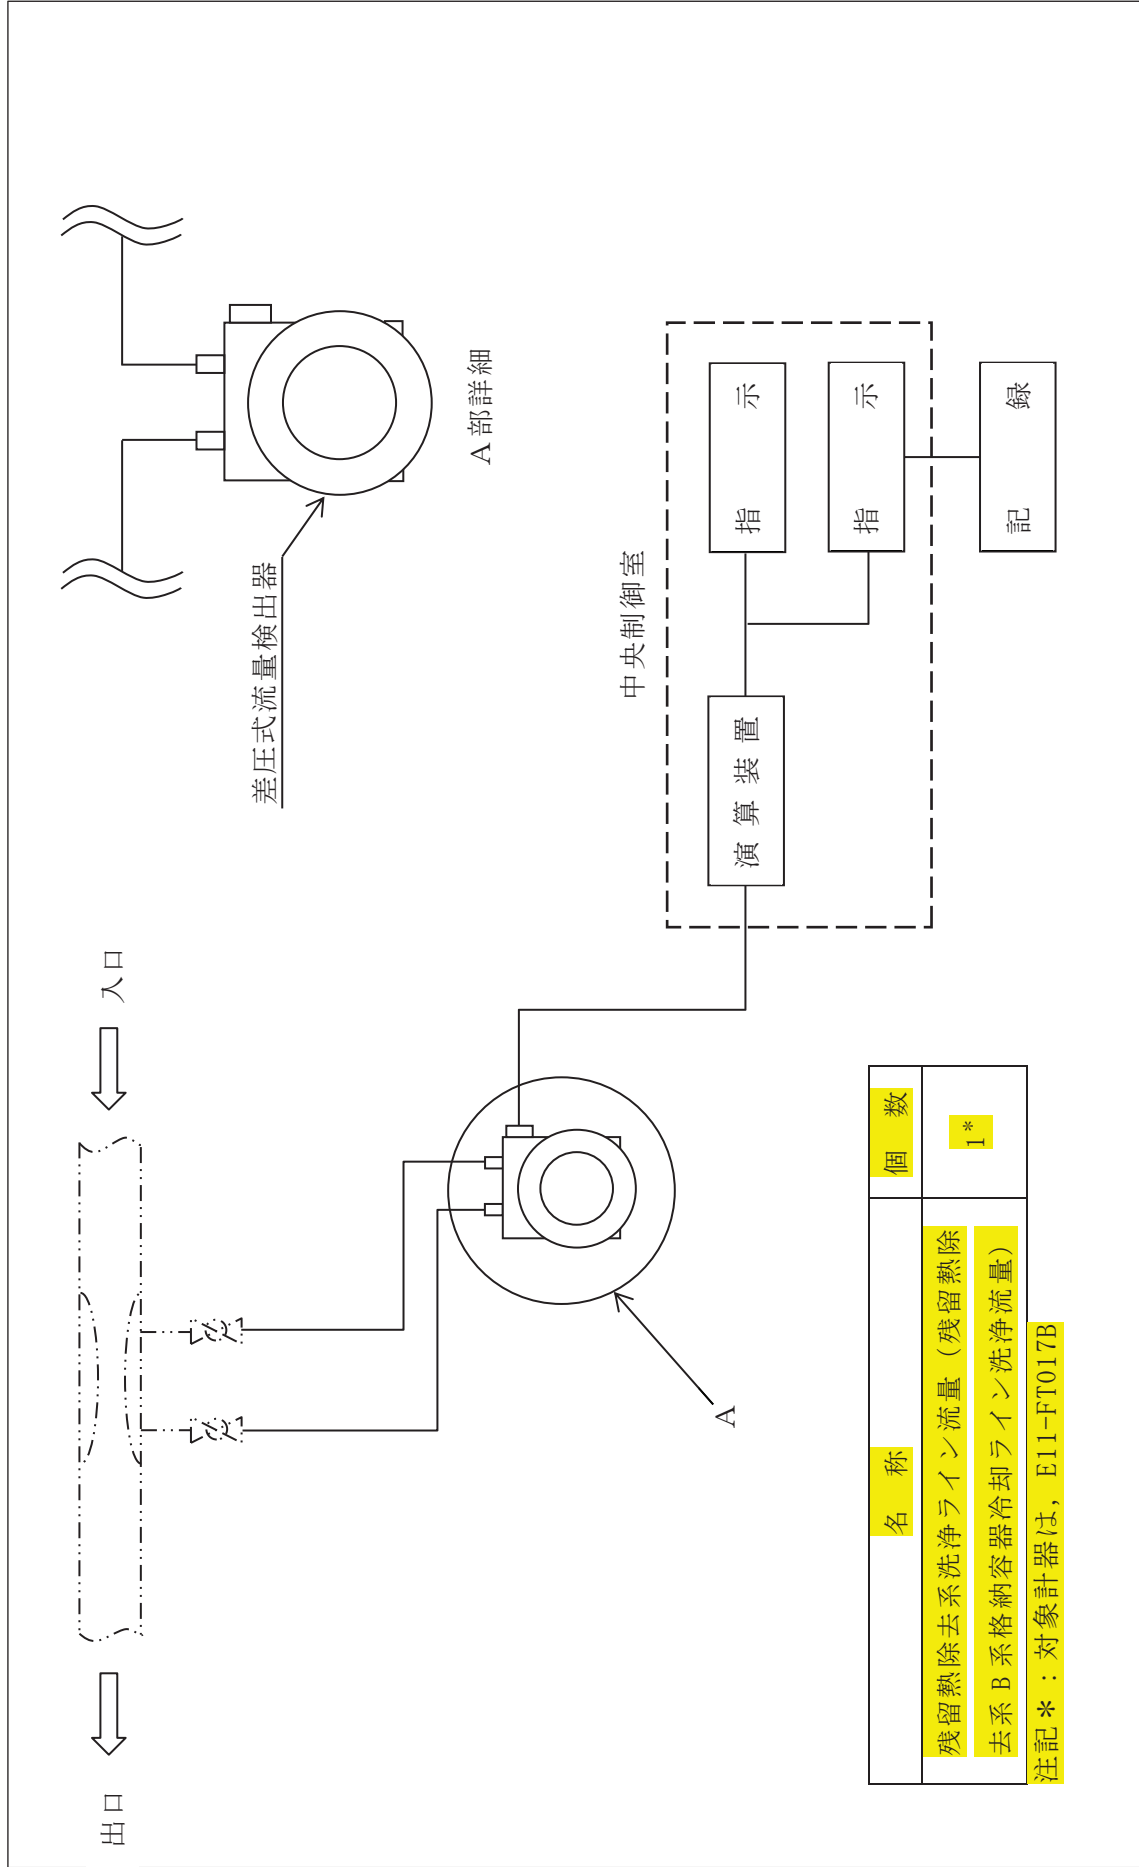 出口
入口
A部詳細
差圧式流量検出器
A
中央制御室
演算装置
指示
指示
記録
名称
個数
残留熱除去系洗浄ライン流量（残留熱除
去系B系格納容器冷却ライン洗浄流量）
1*
注記＊：対象計器は，E11-FT017B